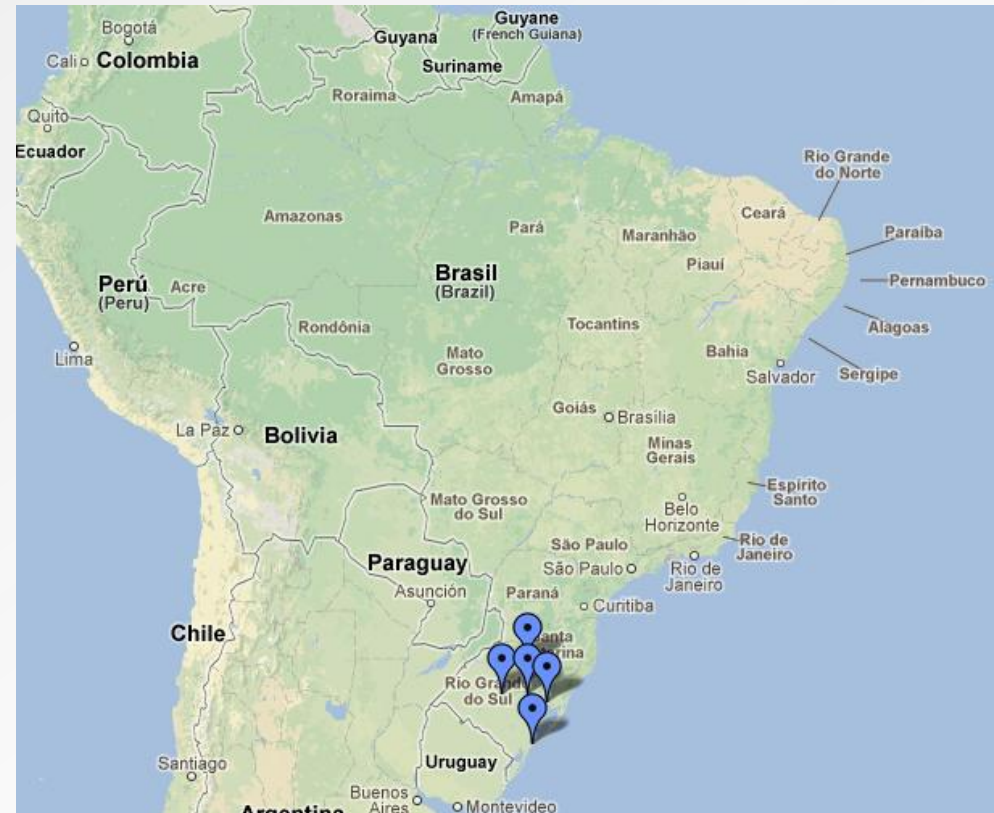 Bogotá
Cali
Colombia
Guyana
Guyane
(French Guiana)
Suriname
Roraima
Amapá
Quito
Ecuador
Rio Grande
do Norte
Ceará
Amazonas
Pará
Maranhão
Paraíba
Piauí
Perú
(Peru)
Acre
Brasil
(Brazil)
Pernambuco
Rondônia
Tocantins
Alagoas
Lima
Mato
Grosso
Bahia
Salvador
Sergipe
Goiás
Brasília
La Paz
Bolivia
Minas
Gerais
Mato Grosso
do Sul
Espírito
Santo
Belo
Horizonte
São Paulo
Rio de
Janeiro
Paraguay
São Paulo
Rio de
Janeiro
Asunción
Paraná
Curitiba
Chile
Rio Grande
do Sul
Santiago
Uruguay
Buenos
Aires
Montevideo
Argentina